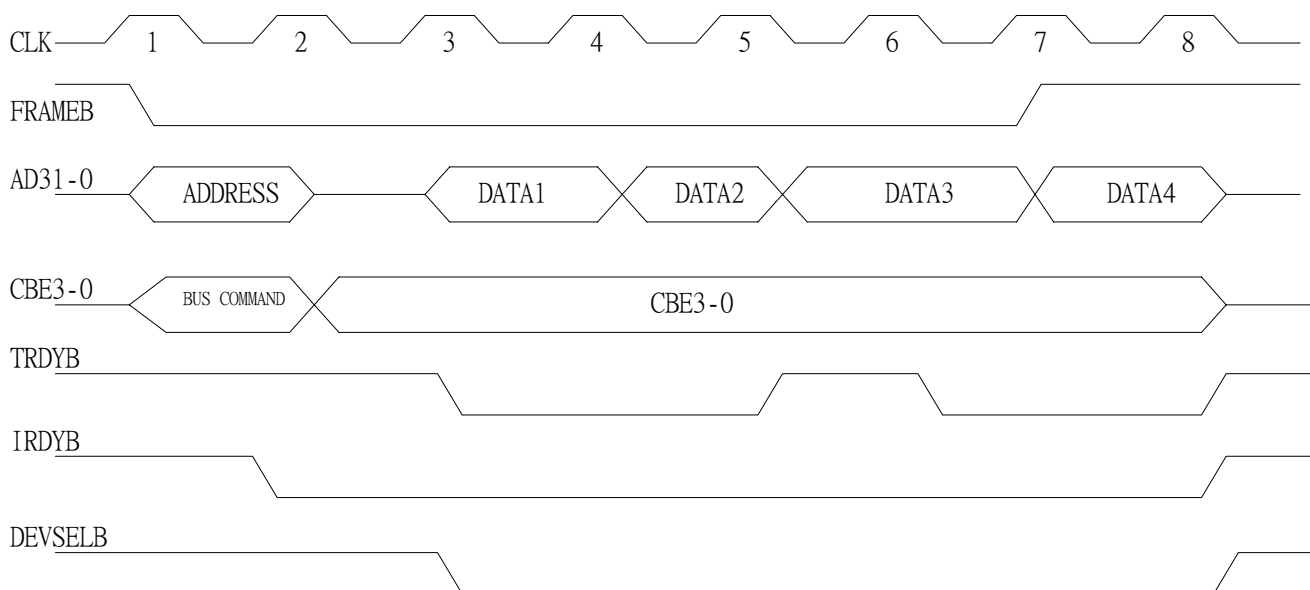 CLK 1 2 3 4 5 6 7 8
FRAMEB
AD31-0 ADDRESS DATA1 DATA2 DATA3 DATA4
CBE3-0 BUS COMMAND CBE3-0
TRDYB
IRDYB
DEVSELB